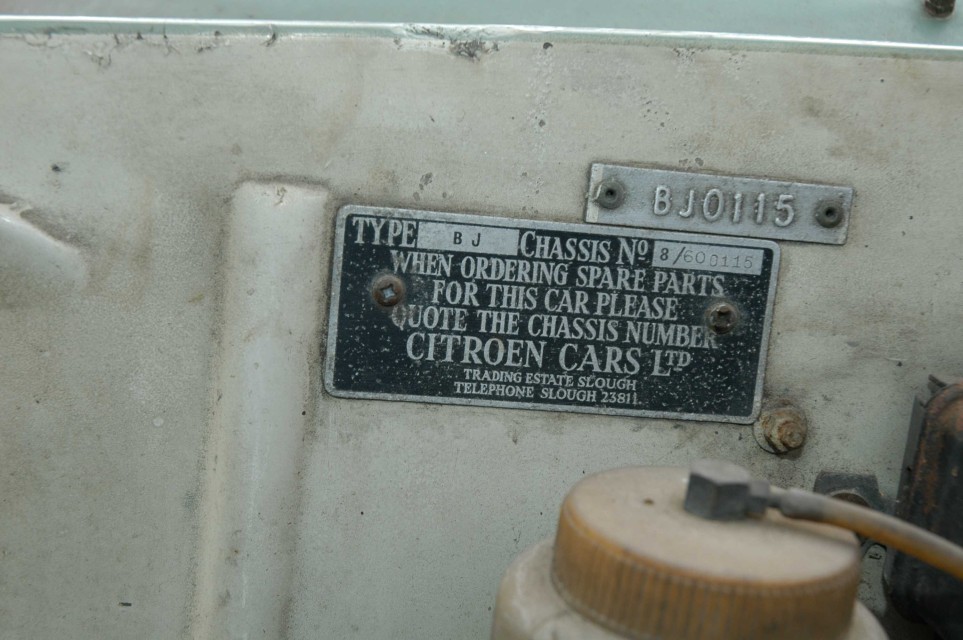 BJ0115
TYPE BJ CHASSIS Nº 8/600115
WHEN ORDERING SPARE PARTS
FOR THIS CAR PLEASE
QUOTE THE CHASSIS NUMBER
CITROEN CARS LTD
TRADING ESTATE SLOUGH
TELEPHONE SLOUGH 23811.